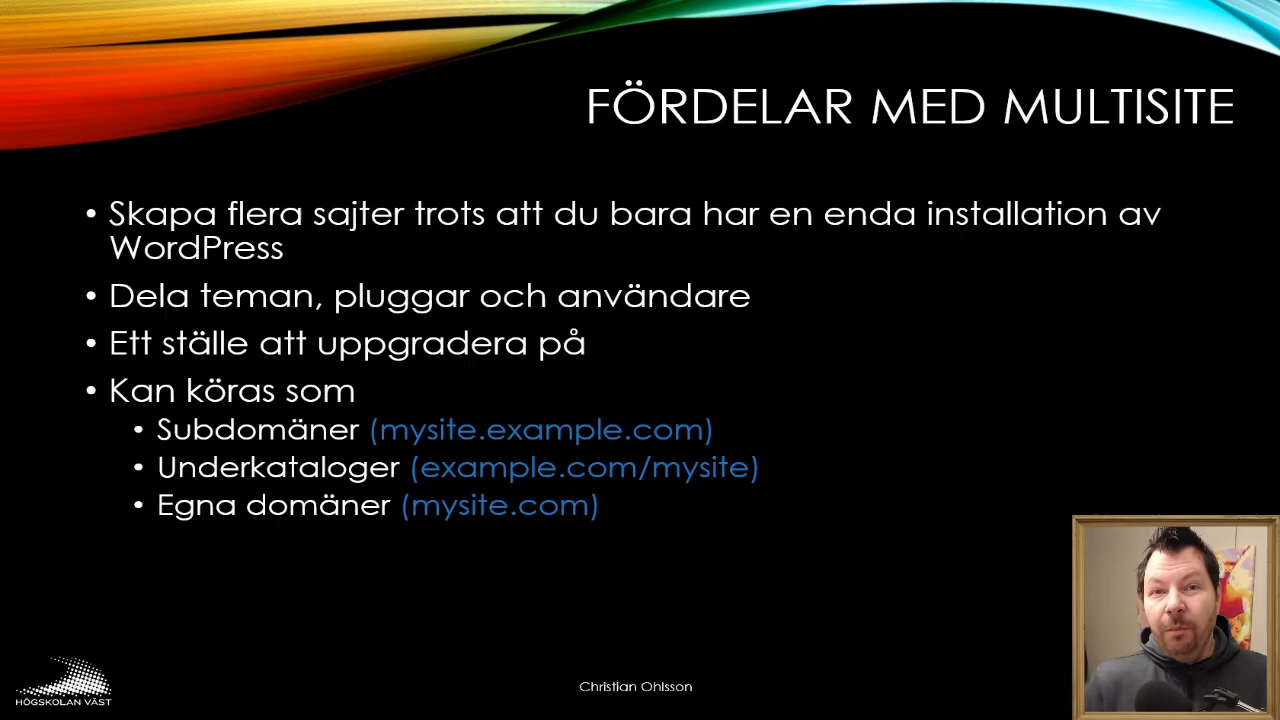 FÖRDELAR MED MULTISITE
• Skapa flera sajter trots att du bara har en enda installation av
WordPress
• Dela teman, pluggar och användare
• Ett ställe att uppgradera på
• Kan köras som
• Subdomäner (mysite.example.com)
• Underkataloger (example.com/mysite)
• Egna domäner (mysite.com)
HÖGSKOLAN VÄST
Christian Ohlsson